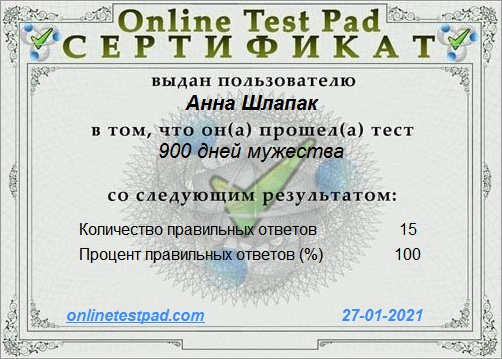 Online Test Pad
СЕРТИФИКАТ
выдан пользователю
Анна Шлапак
в том, что он(а) прошел(а) тест
900 дней мужества
со следующим результатом:
Количество правильных ответов 15
Процент правильных ответов (%) 100
onlinetestpad.com 27-01-2021